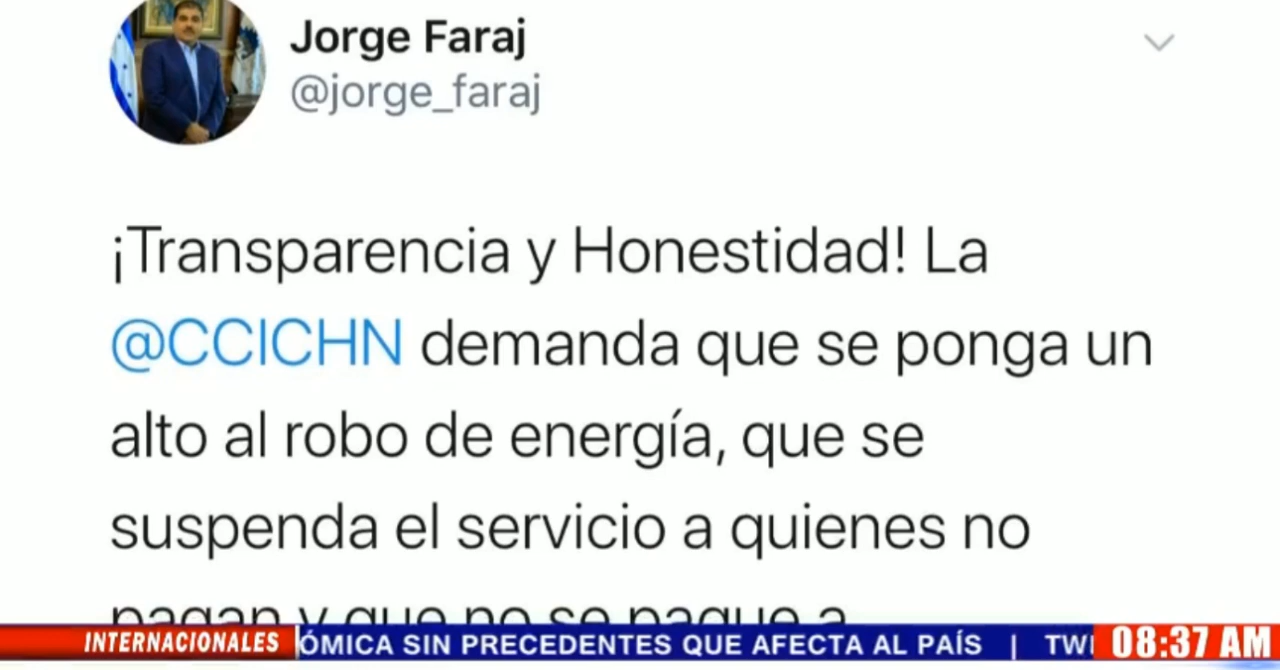 Jorge Faraj
@jorge_faraj
¡Transparencia y Honestidad! La
@CCICHN demanda que se ponga un
alto al robo de energía, que se
suspenda el servicio a quienes no
pagan y que no se pague a
INTERNACIONALES ÓMICA SIN PRECEDENTES QUE AFECTA AL PAÍS | TWI 08:37 AM